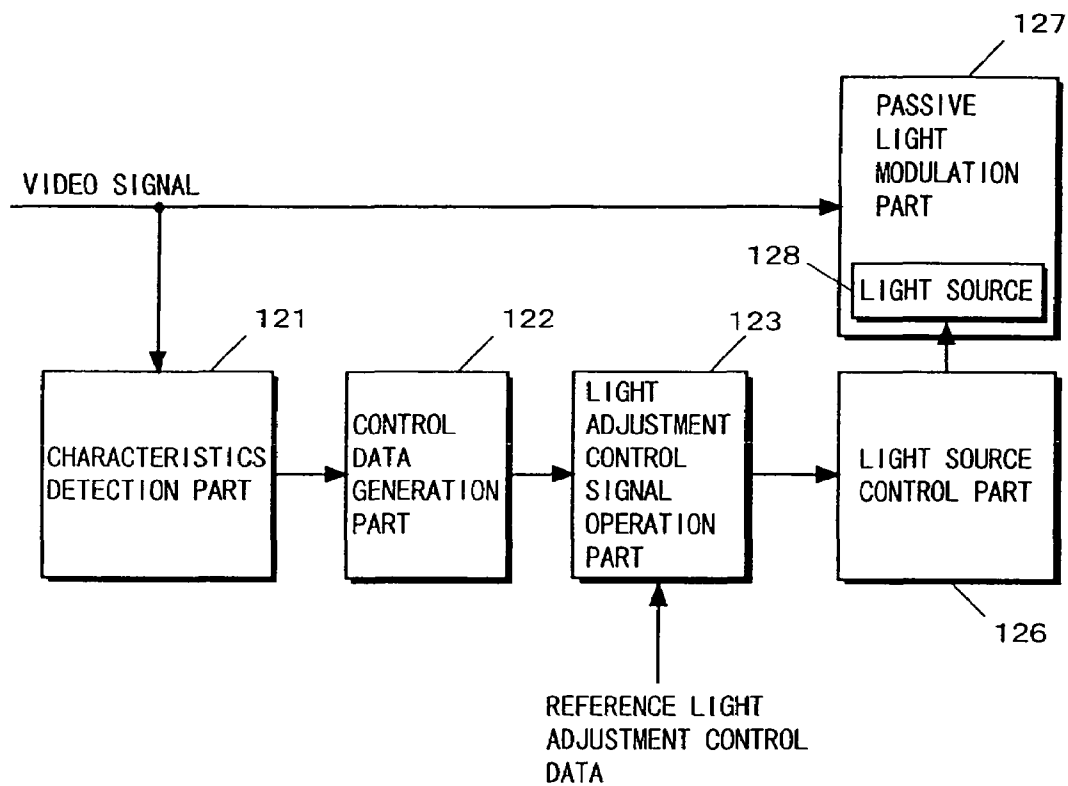 127
PASSIVE
LIGHT
MODULATION
PART
VIDEO SIGNAL
128
LIGHT SOURCE
121
122
123
CHARACTERISTICS
DETECTION PART
CONTROL
DATA
GENERATION
PART
LIGHT
ADJUSTMENT
CONTROL
SIGNAL
OPERATION
PART
LIGHT SOURCE
CONTROL PART
126
REFERENCE LIGHT
ADJUSTMENT CONTROL
DATA